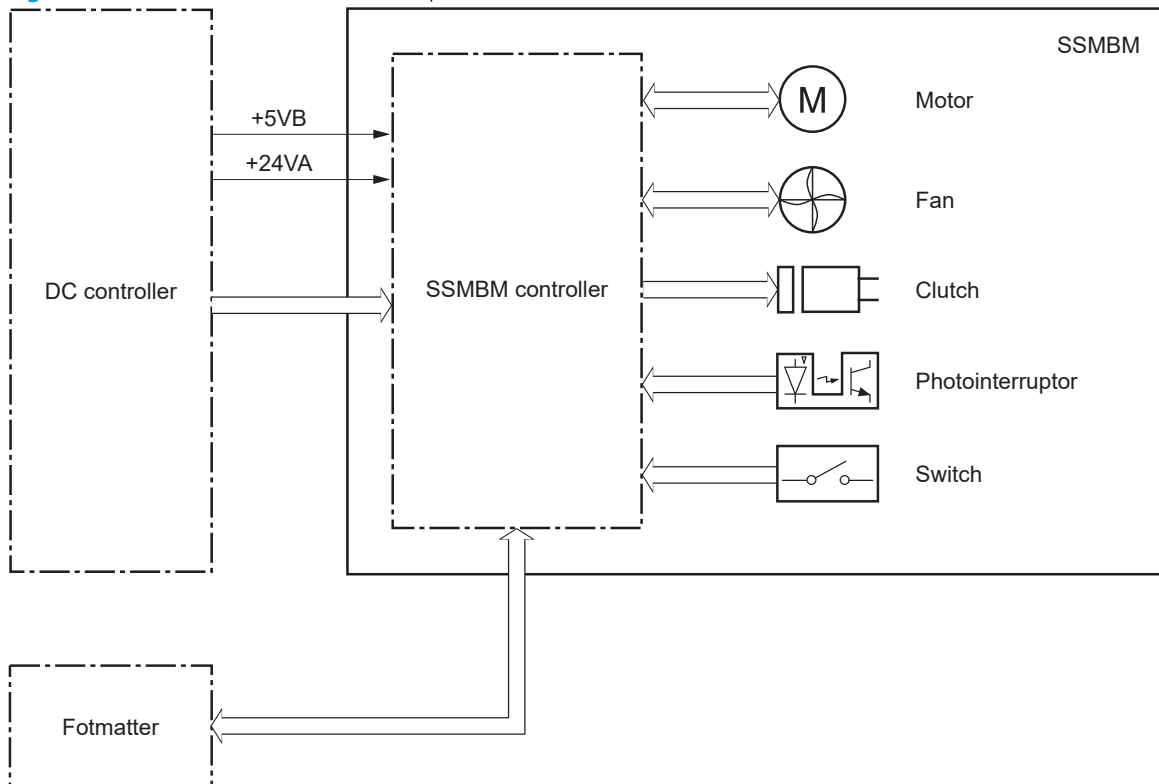 SSMBM
M
Motor
+5VB
+24VA
Fan
DC controller
SSMBM controller
Clutch
Photointerruptor
Switch
Fotmatter